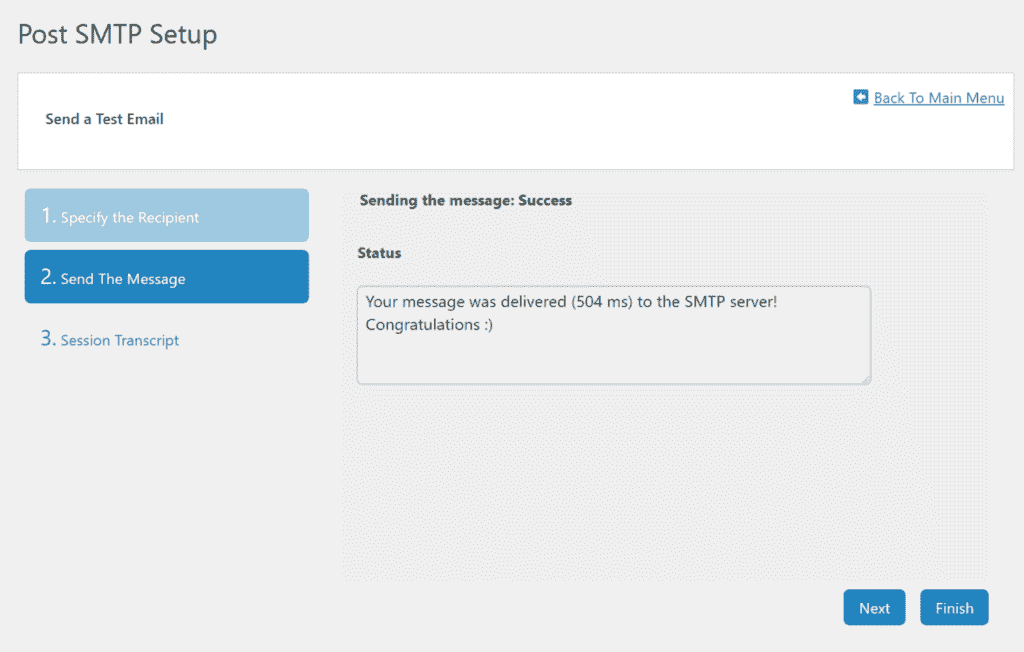 Post SMTP Setup
Back To Main Menu
Send a Test Email
1. Specify the Recipient
2. Send The Message
3. Session Transcript
Sending the message: Success
Status
Your message was delivered (504 ms) to the SMTP server!
Congratulations :)
Next
Finish